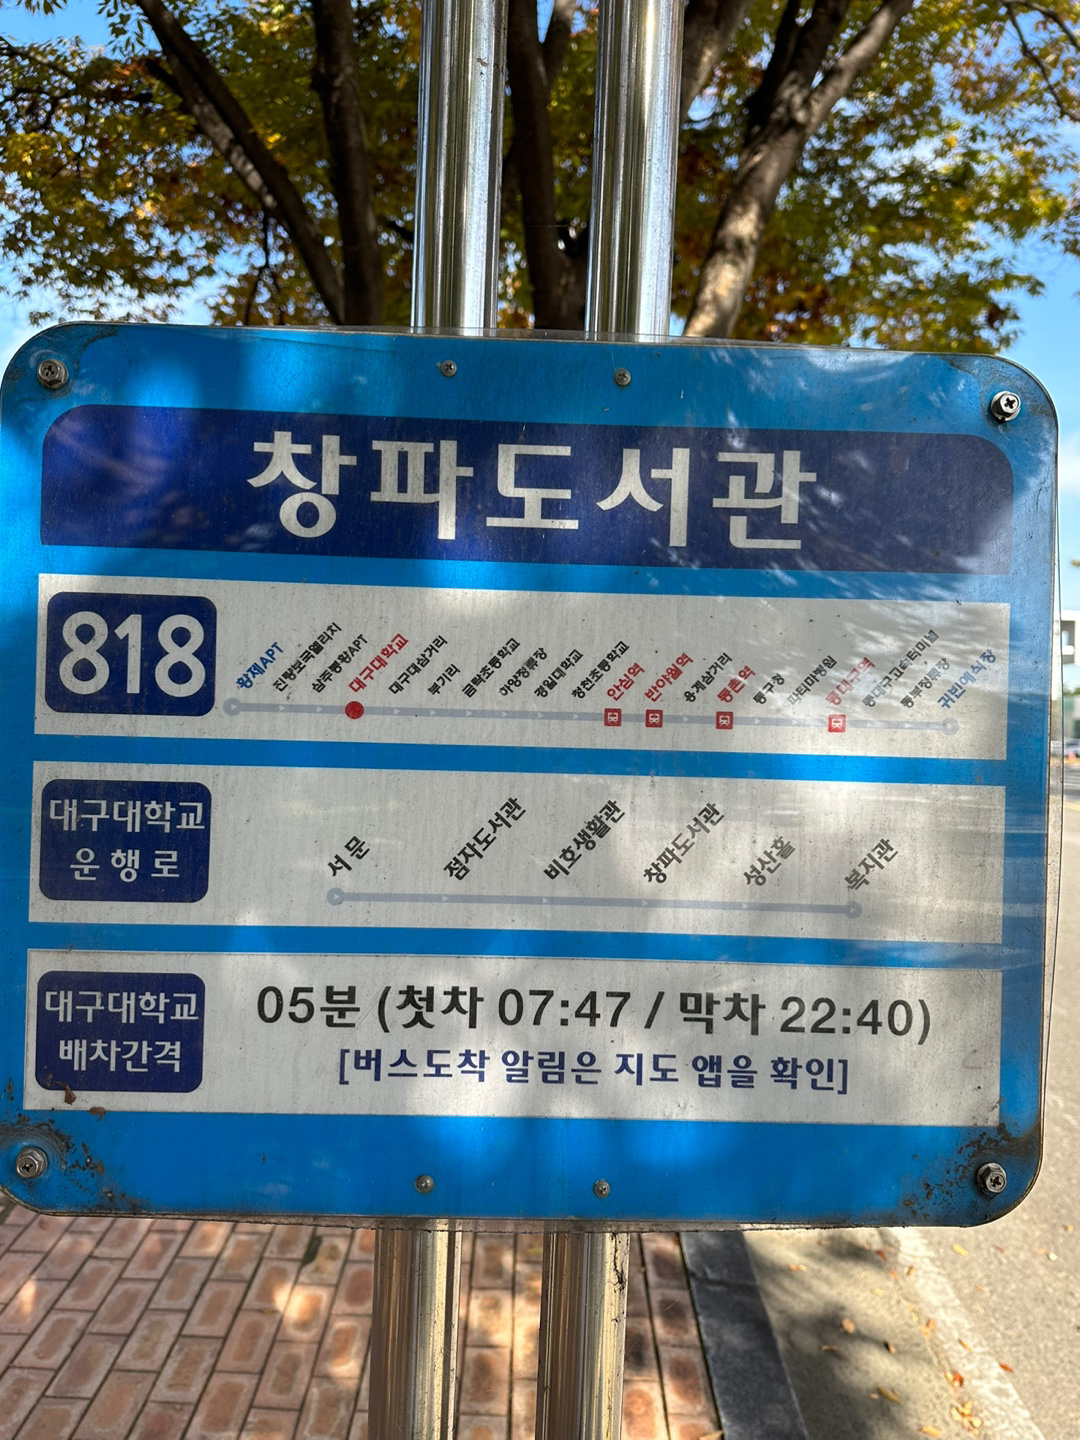 창파도서관
818
황제APT
진량보국웰리치
삼주봉황APT
대구대학교
대구대삼거리
부기리
금락초등학교
하양정류장
경일대학교
청천초등학교
안심역
반야월역
용계삼거리
동촌역
동구청
파티마병원
동대구역
동대구고속터미널
동부정류장
귀빈예식장
대구대학교
운행로
서문
점자도서관
비호생활관
창파도서관
성산홀
복지관
대구대학교
배차간격
05분 (첫차 07:47 / 막차 22:40)
[버스도착 알림은 지도 앱을 확인]